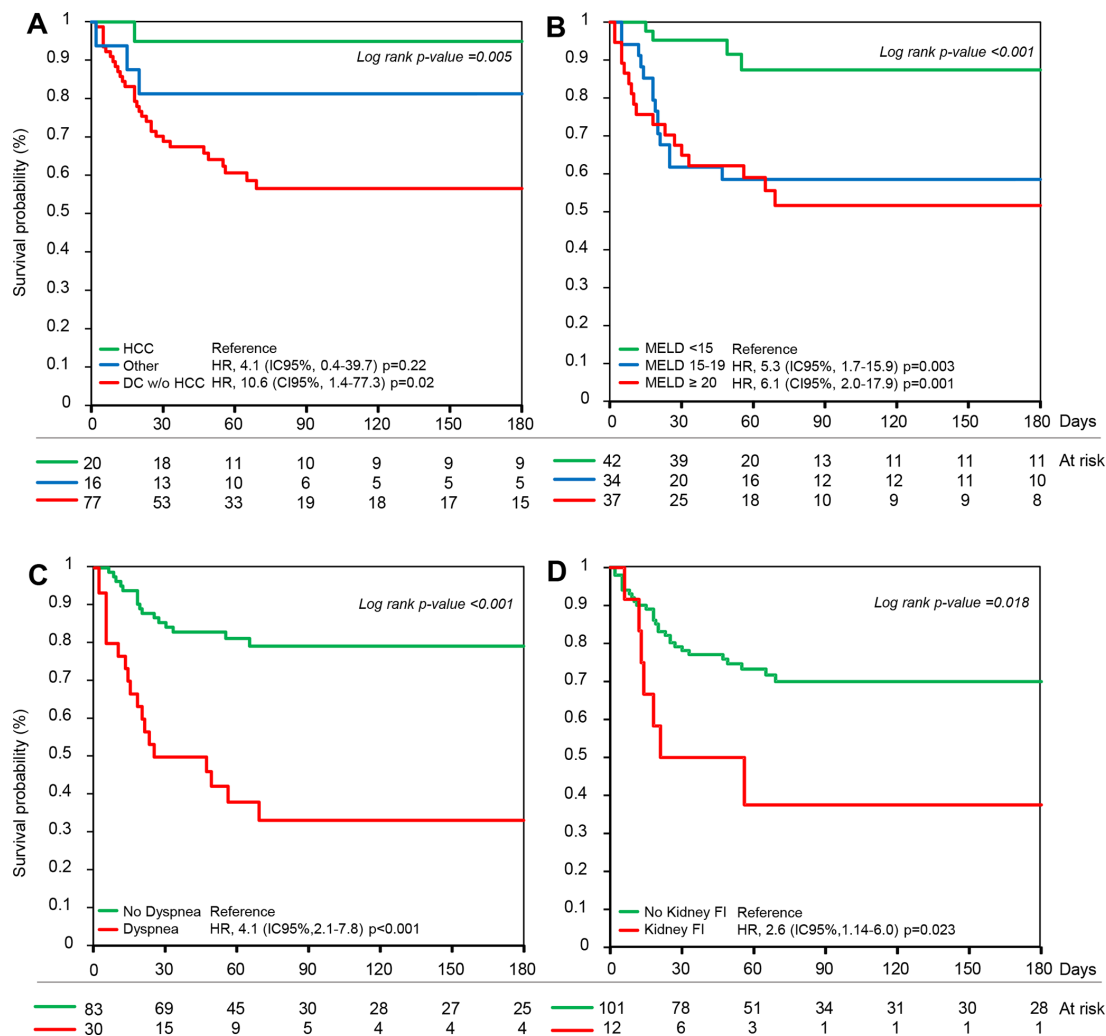 A
B
Log rank p-value =0.005
Log rank p-value <0.001
Survival probability (%)
1
0.9
0.8
0.7
0.6
0.5
0.4
0.3
0.2
0.1
0
1
0.9
0.8
0.7
0.6
0.5
0.4
0.3
0.2
0.1
0
HCC Reference
Other HR, 4.1 (IC95%, 0.4-39.7) p=0.22
DC w/o HCC HR, 10.6 (CI95%, 1.4-77.3) p=0.02
MELD <15 Reference
MELD 15-19 HR, 5.3 (IC95%, 1.7-15.9) p=0.003
MELD ≥ 20 HR, 6.1 (CI95%, 2.0-17.9) p=0.001
0 30 60 90 120 150 180
0 30 60 90 120 150 180 Days
20 18 11 10 9 9 9
16 13 10 6 5 5 5
77 53 33 19 18 17 15
42 39 20 13 11 11 11 At risk
34 20 16 12 12 11 10
37 25 18 10 9 9 8
C
D
Log rank p-value <0.001
Log rank p-value =0.018
Survival probability (%)
1
0.9
0.8
0.7
0.6
0.5
0.4
0.3
0.2
0.1
0
1
0.9
0.8
0.7
0.6
0.5
0.4
0.3
0.2
0.1
0
No Dyspnea Reference
Dyspnea HR, 4.1 (IC95%,2.1-7.8) p<0.001
No Kidney FI Reference
Kidney FI HR, 2.6 (IC95%,1.14-6.0) p=0.023
0 30 60 90 120 150 180
0 30 60 90 120 150 180 Days
83 69 45 30 28 27 25
30 15 9 5 4 4 4
101 78 51 34 31 30 28 At risk
12 6 3 1 1 1 1